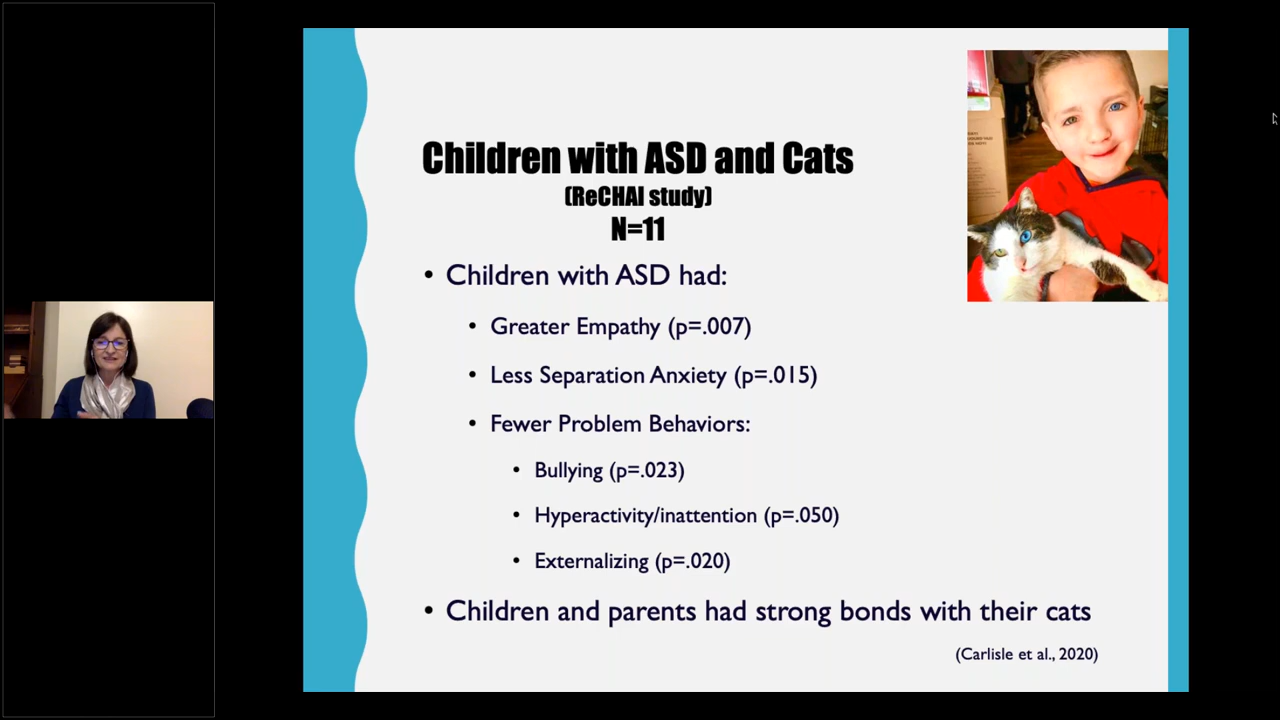 Children with ASD and Cats
(ReCHAI study)
N=11
• Children with ASD had:
• Greater Empathy (p=.007)
• Less Separation Anxiety (p=.015)
• Fewer Problem Behaviors:
• Bullying (p=.023)
• Hyperactivity/inattention (p=.050)
• Externalizing (p=.020)
• Children and parents had strong bonds with their cats
(Carlisle et al., 2020)